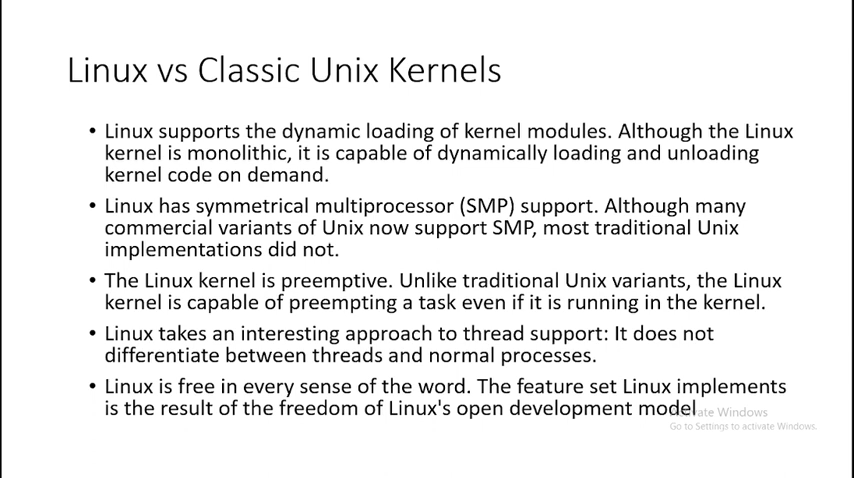 Linux vs Classic Unix Kernels
• Linux supports the dynamic loading of kernel modules. Although the Linux
kernel is monolithic, it is capable of dynamically loading and unloading
kernel code on demand.
• Linux has symmetrical multiprocessor (SMP) support. Although many
commercial variants of Unix now support SMP, most traditional Unix
implementations did not.
• The Linux kernel is preemptive. Unlike traditional Unix variants, the Linux
kernel is capable of preempting a task even if it is running in the kernel.
• Linux takes an interesting approach to thread support: It does not
differentiate between threads and normal processes.
• Linux is free in every sense of the word. The feature set Linux implements
is the result of the freedom of Linux's open development model
Activate Windows
Go to Settings to activate Windows.